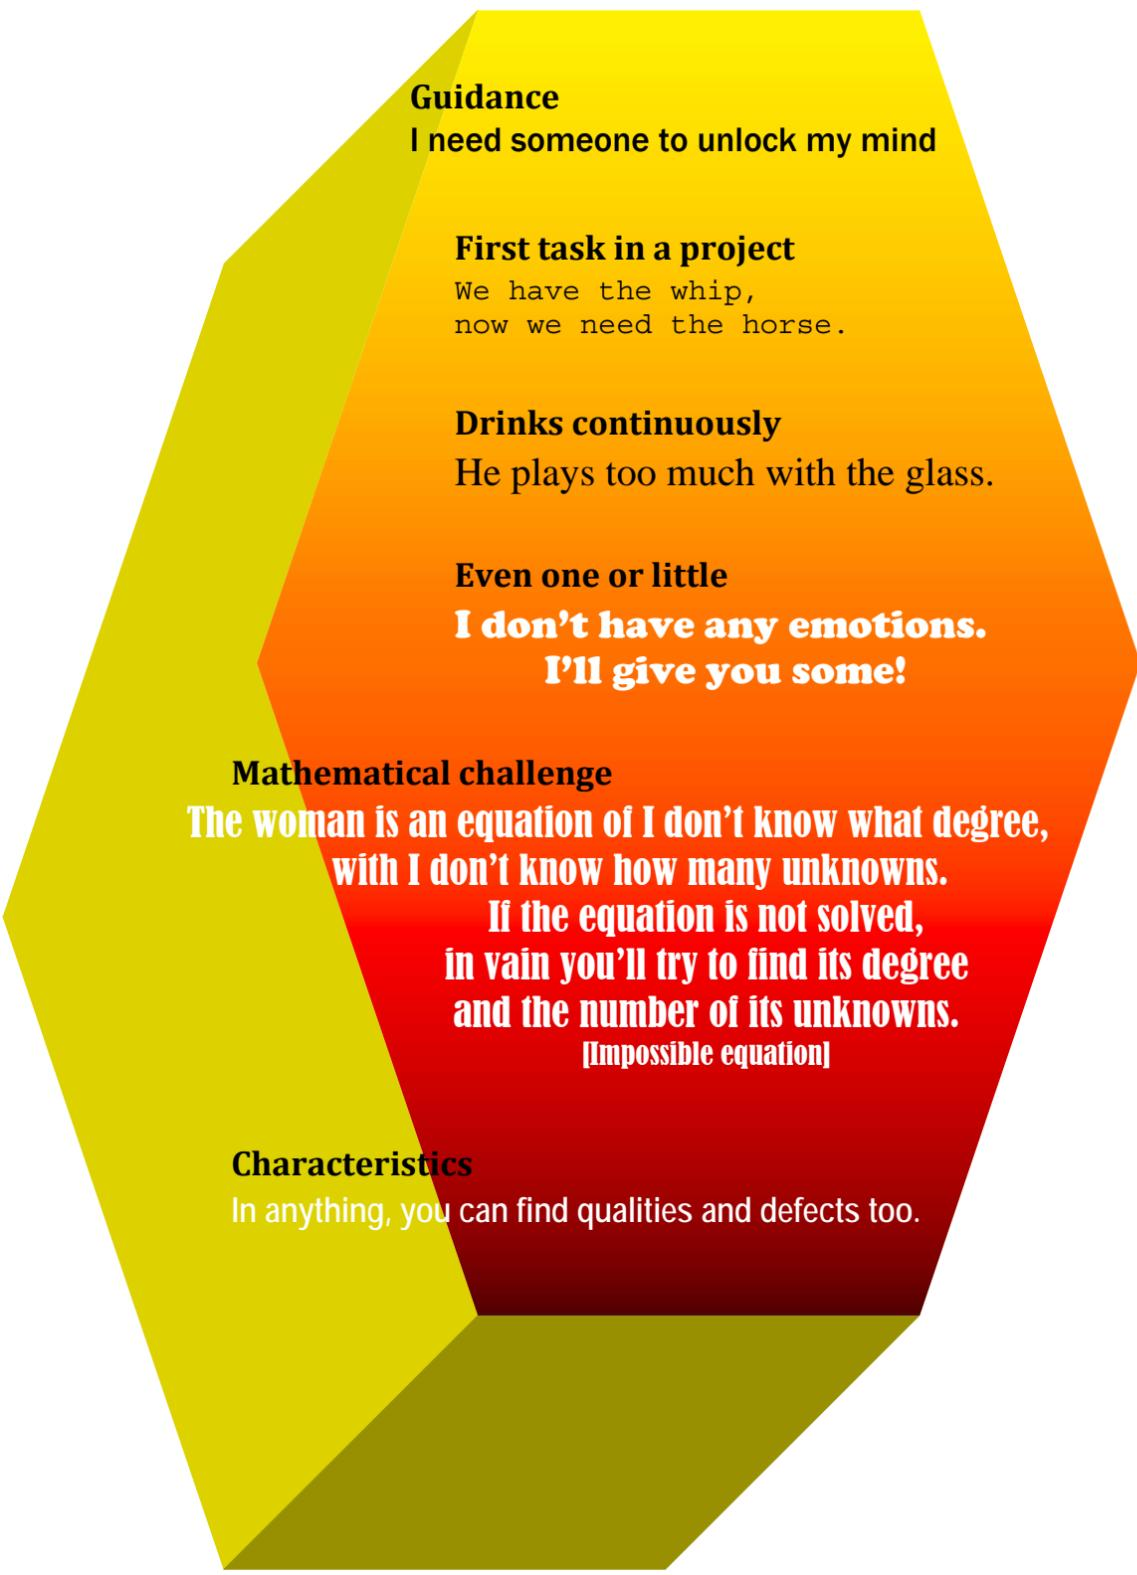 Guidance
I need someone to unlock my mind
First task in a project
We have the whip,
now we need the horse.
Drinks continuously
He plays too much with the glass.
Even one or little
I don't have any emotions.
I'll give you some!
Mathematical challenge
The woman is an equation of I don't know what degree,
with I don't know how many unknowns.
If the equation is not solved,
in vain you'll try to find its degree
and the number of its unknowns.
[Impossible equation]
Characteristics
In anything, you can find qualities and defects too.